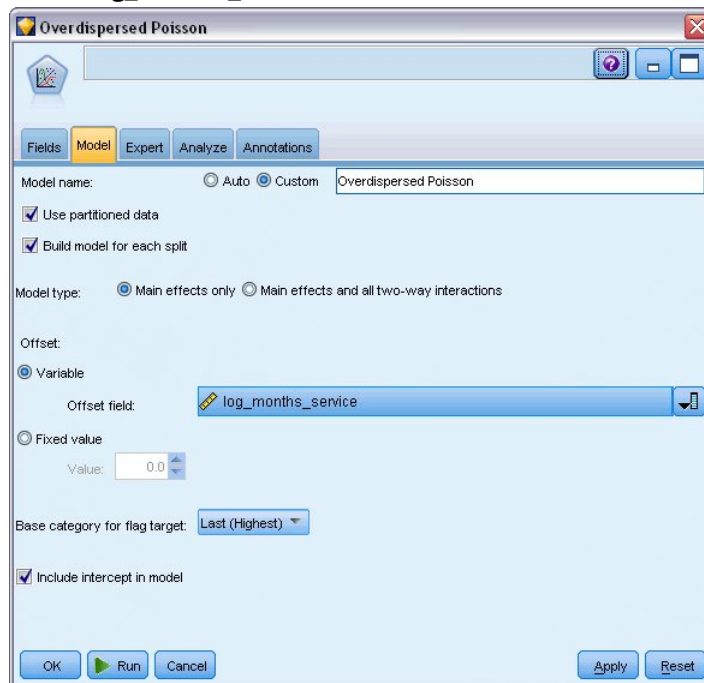 Overdispersed Poisson
Fields Model Expert Analyze Annotations
Model name: Auto Custom Overdispersed Poisson
Use partitioned data
Build model for each split
Model type: Main effects only Main effects and all two-way interactions
Offset:
Variable
Offset field: log_months_service
Fixed value
Value: 0.0
Base category for flag target: Last (Highest)
Include intercept in model
OK Run Cancel Apply Reset